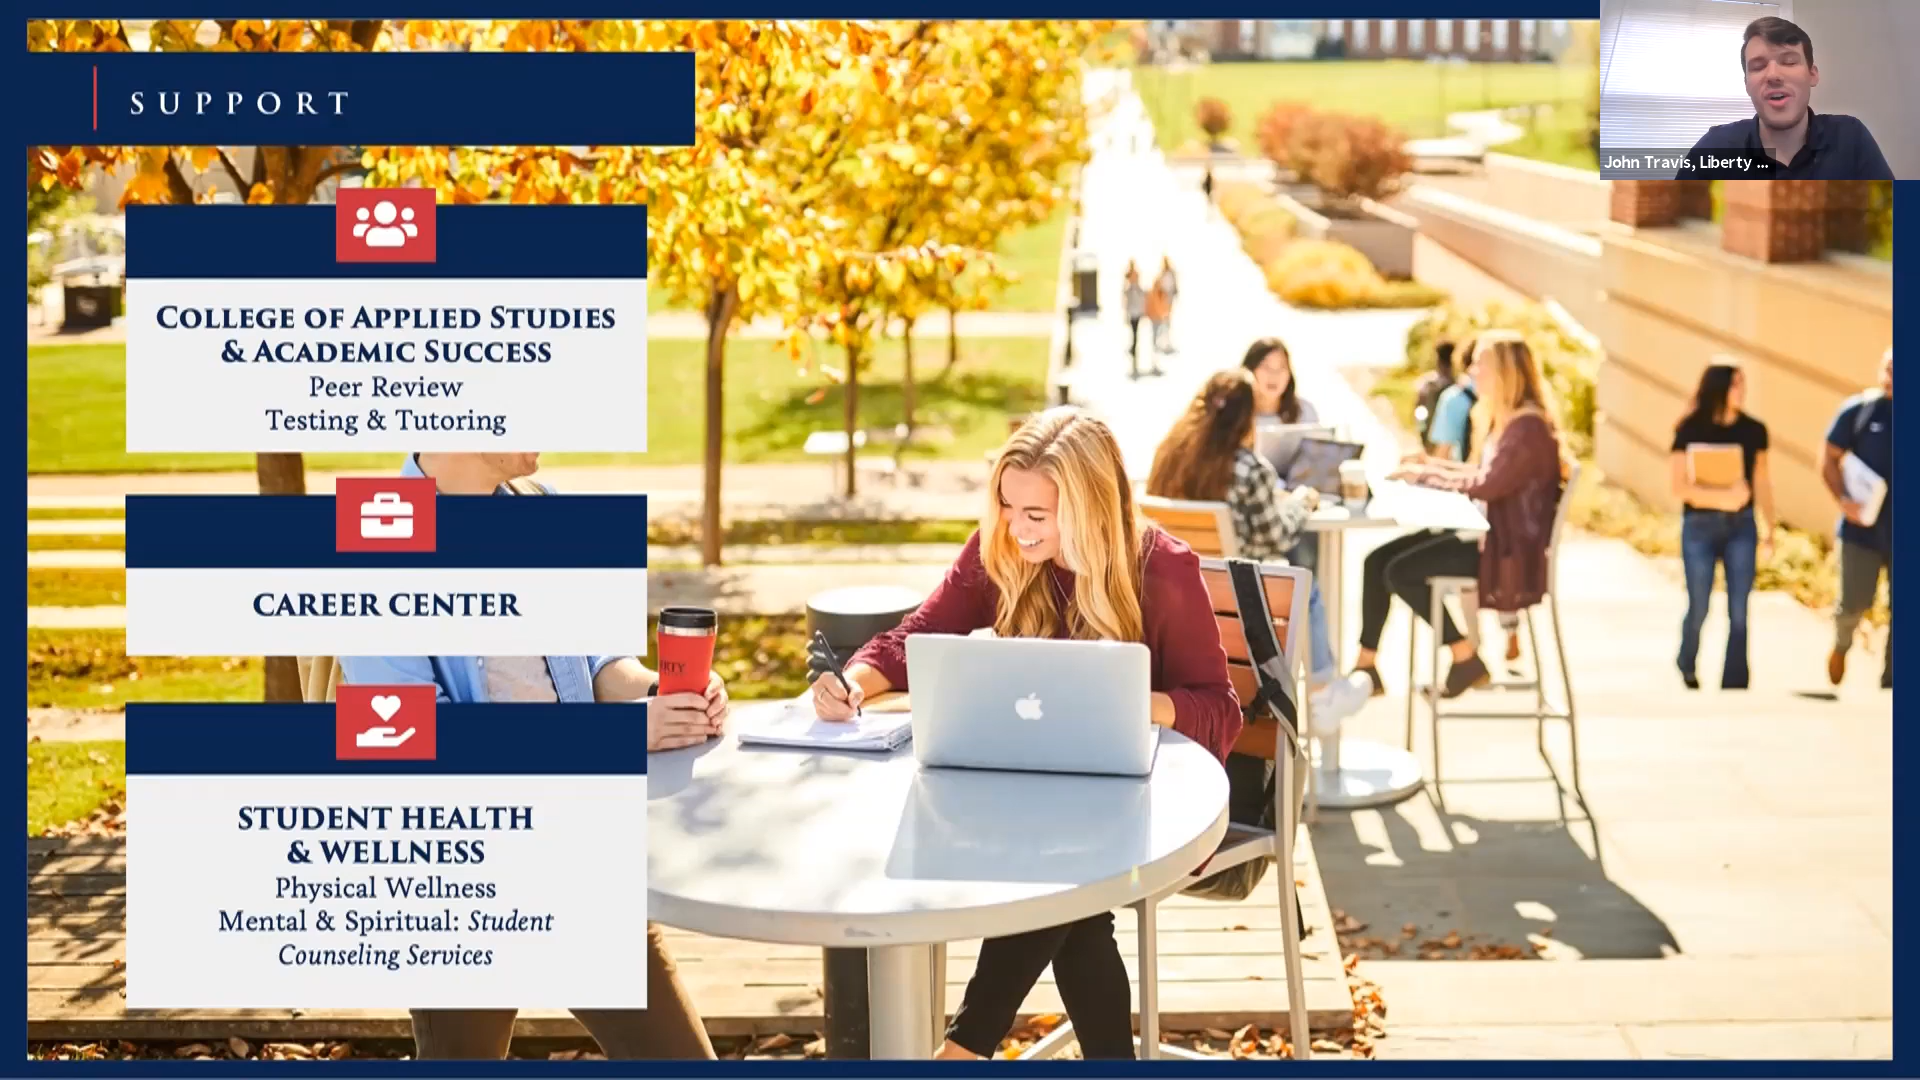 SUPPORT
John Travis, Liberty ...
COLLEGE OF APPLIED STUDIES
& ACADEMIC SUCCESS
Peer Review
Testing & Tutoring
CAREER CENTER
RTY
STUDENT HEALTH
& WELLNESS
Physical Wellness
Mental & Spiritual: Student
Counseling Services